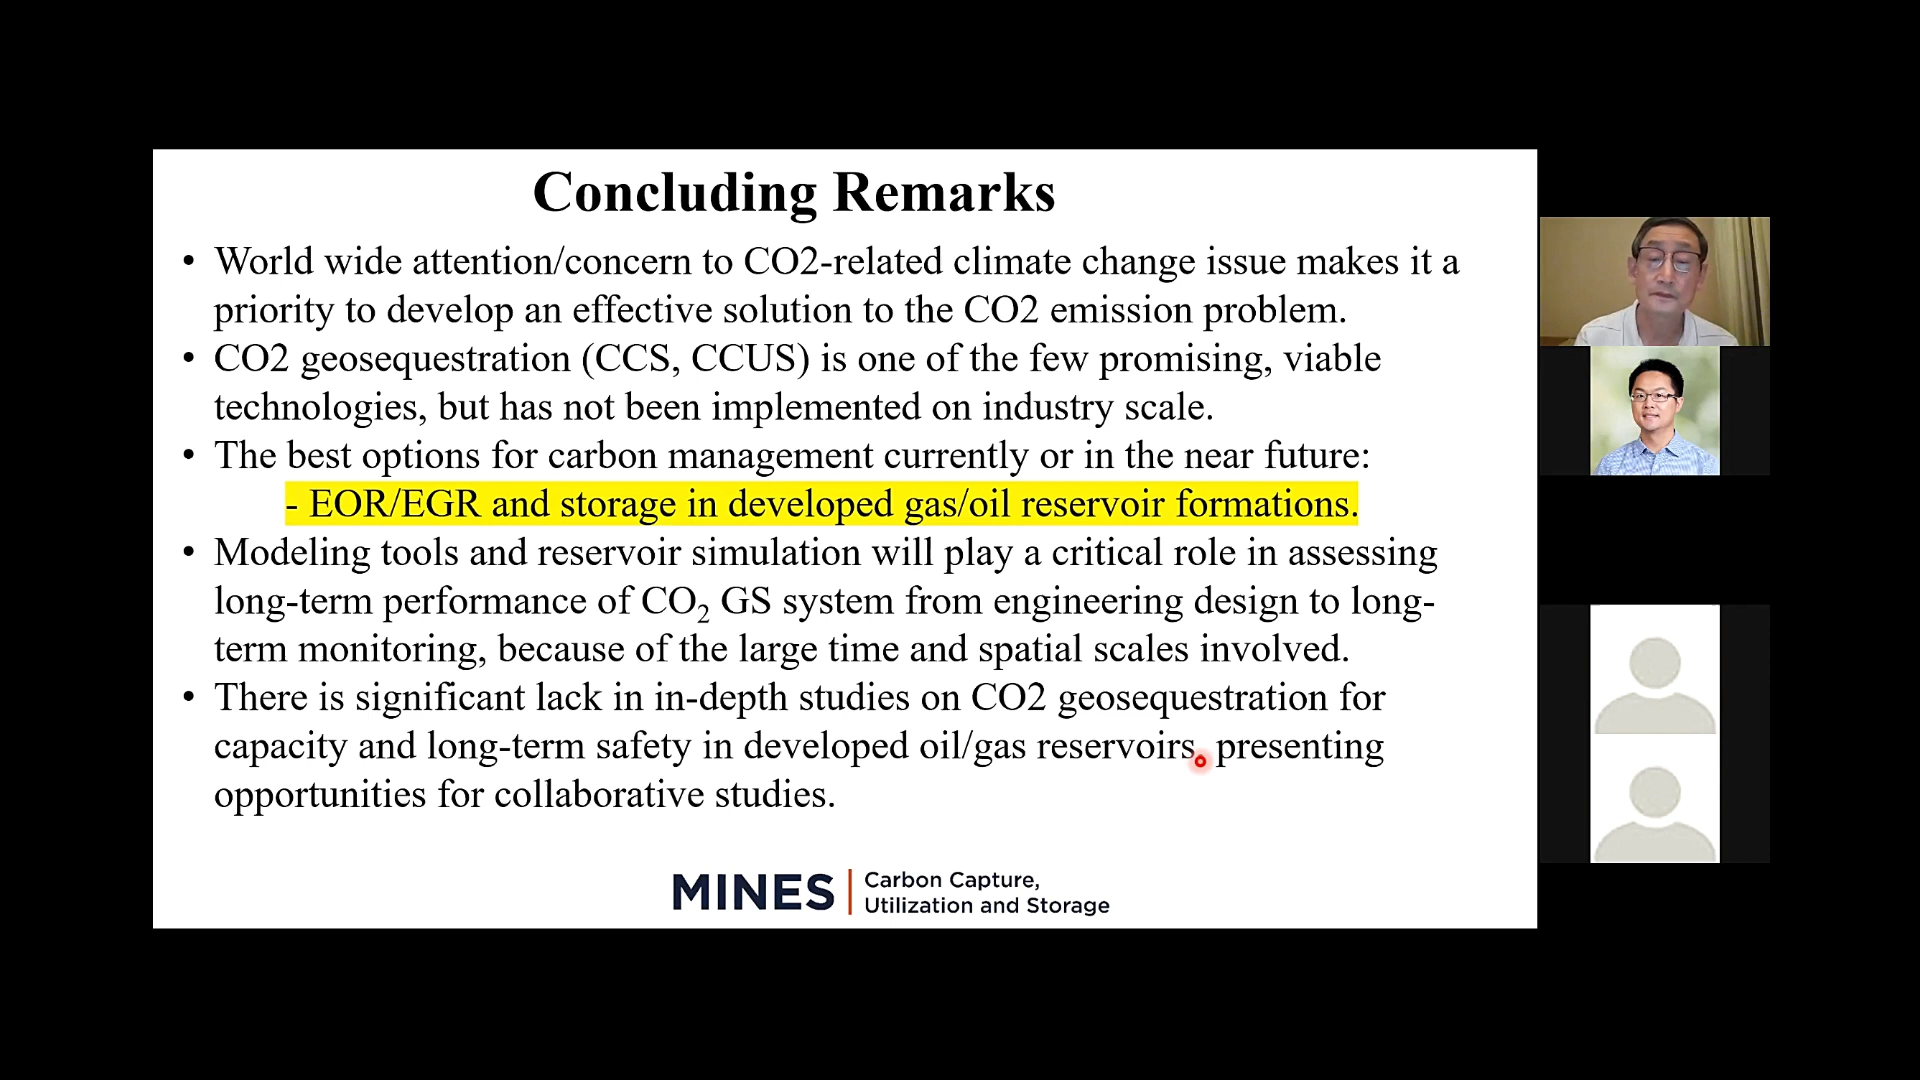 Concluding Remarks
• World wide attention/concern to CO2-related climate change issue makes it a
priority to develop an effective solution to the CO2 emission problem.
• CO2 geosequestration (CCS, CCUS) is one of the few promising, viable
technologies, but has not been implemented on industry scale.
• The best options for carbon management currently or in the near future:
- EOR/EGR and storage in developed gas/oil reservoir formations.
• Modeling tools and reservoir simulation will play a critical role in assessing
long-term performance of CO₂ GS system from engineering design to long-
term monitoring, because of the large time and spatial scales involved.
• There is significant lack in in-depth studies on CO2 geosequestration for
capacity and long-term safety in developed oil/gas reservoirs, presenting
opportunities for collaborative studies.
MINES | Carbon Capture,
Utilization and Storage